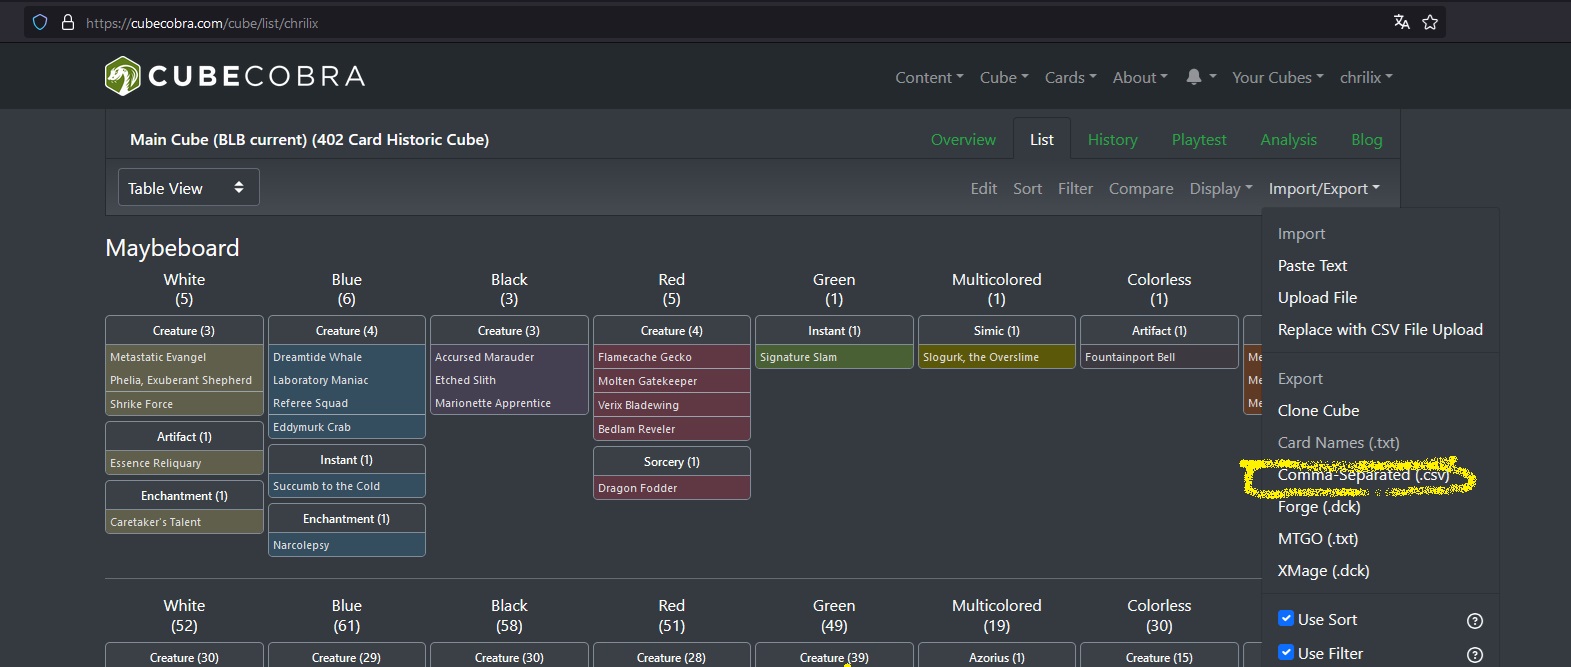 https://cubecobra.com/cube/list/chrilix
CUBECOBRA
Content Cube Cards About Your Cubes chrilix
Main Cube (BLB current) (402 Card Historic Cube)
Overview List History Playtest Analysis Blog
Table View
Edit Sort Filter Compare Display Import/Export
Import
Paste Text
Upload File
Replace with CSV File Upload
Export
Clone Cube
Card Names (.txt)
Comma-Separated (.csv)
Forge (.dck)
MTGO (.txt)
XMage (.dck)
Use Sort
Use Filter
Maybeboard
White
(5)
Creature (3)
Metastatic Evangel
Phelia, Exuberant Shepherd
Shrike Force
Artifact (1)
Essence Reliquary
Enchantment (1)
Caretaker's Talent
Blue
(6)
Creature (4)
Dreamtide Whale
Laboratory Maniac
Referee Squad
Eddymurk Crab
Instant (1)
Succumb to the Cold
Enchantment (1)
Narcolepsy
Black
(3)
Creature (3)
Accursed Marauder
Etched Slith
Marionette Apprentice
Red
(5)
Creature (4)
Flamecache Gecko
Molten Gatekeeper
Verix Bladewing
Bedlam Reveler
Sorcery (1)
Dragon Fodder
Green
(1)
Instant (1)
Signature Slam
Multicolored
(1)
Simic (1)
Slogurk, the Overslime
Colorless
(1)
Artifact (1)
Fountainport Bell
Me
Me
Me
White
(52)
Creature (30)
Blue
(61)
Creature (29)
Black
(58)
Creature (30)
Red
(51)
Creature (28)
Green
(49)
Creature (39)
Multicolored
(19)
Azorius (1)
Colorless
(30)
Creature (15)